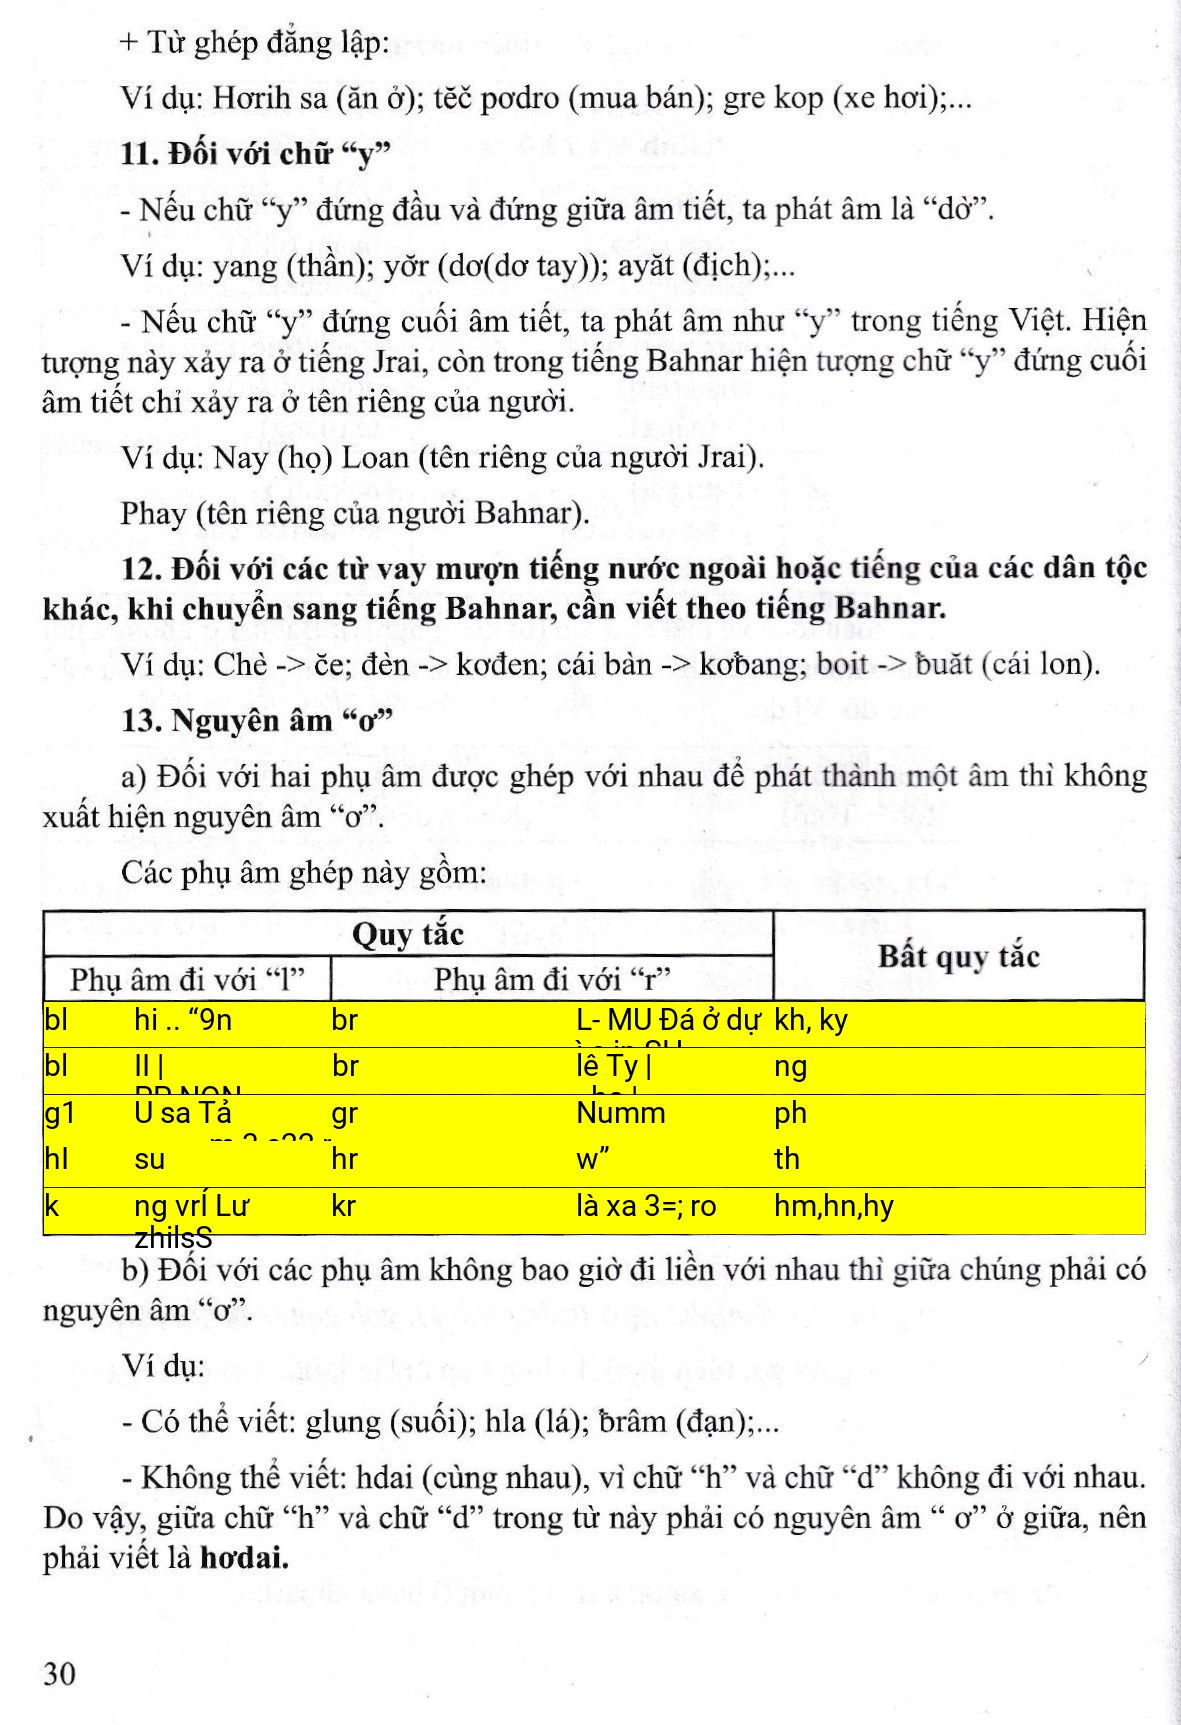 + Từ ghép đẳng lập:
Ví dụ: Hơrih sa (ăn ở); tĕč pơdro (mua bán); gre kop (xe hơi);...
11. Đối với chữ “y”
- Nếu chữ “y” đứng đầu và đứng giữa âm tiết, ta phát âm là “dờ”.
Ví dụ: yang (thần); yơ̆r (dơ(dơ tay)); ayăt (địch);...
- Nếu chữ “y” đứng cuối âm tiết, ta phát âm như “y” trong tiếng Việt. Hiện
tượng này xảy ra ở tiếng Jrai, còn trong tiếng Bahnar hiện tượng chữ “y” đứng cuối
âm tiết chỉ xảy ra ở tên riêng của người.
Ví dụ: Nay (họ) Loan (tên riêng của người Jrai).
Phay (tên riêng của người Bahnar).
12. Đối với các từ vay mượn tiếng nước ngoài hoặc tiếng của các dân tộc
khác, khi chuyển sang tiếng Bahnar, cần viết theo tiếng Bahnar.
Ví dụ: Chè -> če; đèn -> kơđen; cái bàn -> kơƀang; boit -> ƀuăt (cái lon).
13. Nguyên âm “ơ”
a) Đối với hai phụ âm được ghép với nhau để phát thành một âm thì không
xuất hiện nguyên âm “ơ”.
Các phụ âm ghép này gồm:
Quy tắc Bất quy tắc
Phụ âm đi với “l” Phụ âm đi với “r”
bl hi .. “9n br L- MU Đá ở dự kh, ky
bl II | br lê Ty | ng
g1 U sa Tả gr Numm ph
hl su hr w” th
k ng vrÍ Lư kr là xa 3=; ro hm,hn,hy
zhilsS
b) Đối với các phụ âm không bao giờ đi liền với nhau thì giữa chúng phải có
nguyên âm “ơ”.
Ví dụ:
- Có thể viết: glung (suối); hla (lá); ƀrâm (đạn);...
- Không thể viết: hdai (cùng nhau), vì chữ “h” và chữ “d” không đi với nhau.
Do vậy, giữa chữ “h” và chữ “d” trong từ này phải có nguyên âm “ ơ” ở giữa, nên
phải viết là hơdai.
30